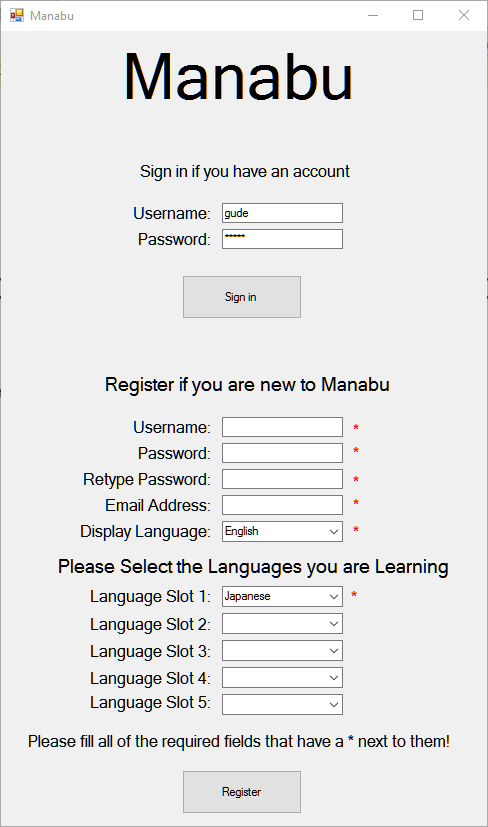 Manabu
Manabu
Sign in if you have an account
Username: gude
Password: *****
Sign in
Register if you are new to Manabu
Username: *
Password: *
Retype Password: *
Email Address: *
Display Language: English *
Please Select the Languages you are Learning
Language Slot 1: Japanese *
Language Slot 2:
Language Slot 3:
Language Slot 4:
Language Slot 5:
Please fill all of the required fields that have a * next to them!
Register